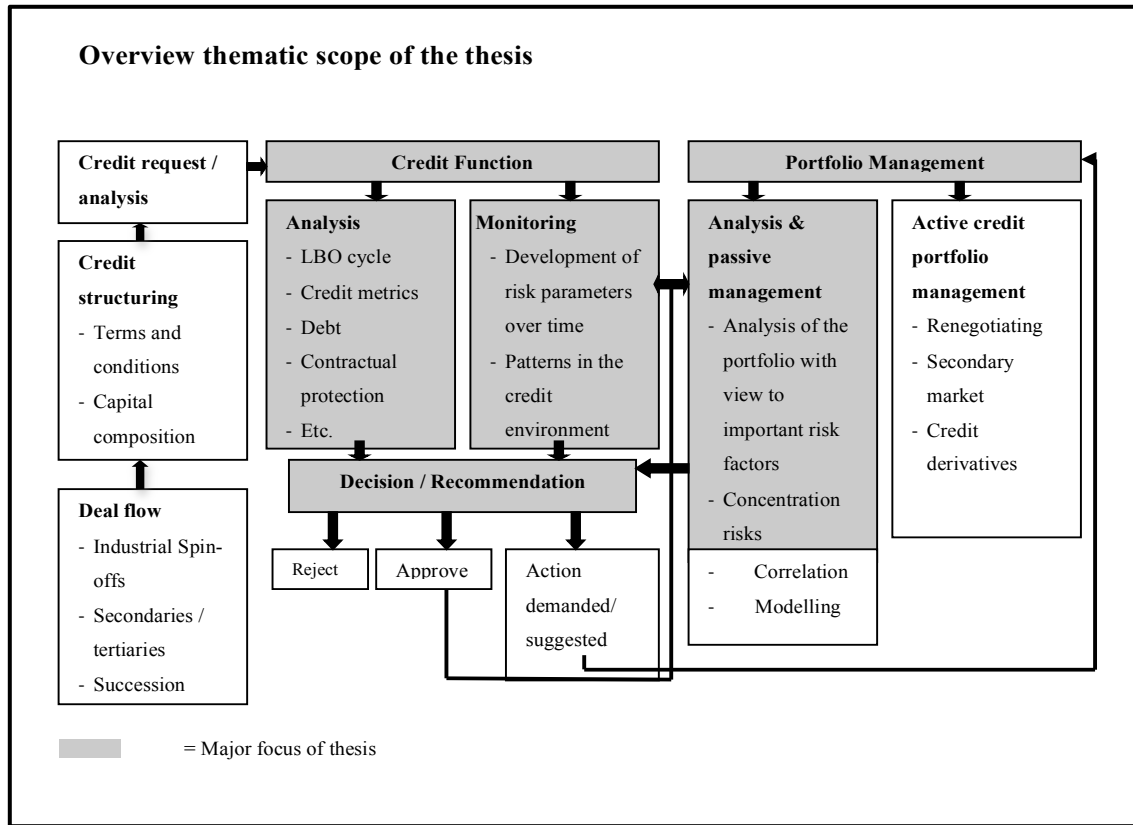 Overview thematic scope of the thesis
Credit request /
analysis
Credit
structuring
- Terms and
conditions
- Capital
composition
Deal flow
- Industrial Spin-
offs
- Secondaries /
tertiaries
- Succession
Credit Function
Analysis
- LBO cycle
- Credit metrics
- Debt
- Contractual
protection
- Etc.
Monitoring
- Development of
risk parameters
over time
- Patterns in the
credit
environment
Decision / Recommendation
Reject
Approve
Action
demanded/
suggested
Portfolio Management
Analysis &
passive
management
- Analysis of the
portfolio with
view to
important risk
factors
- Concentration
risks
- Correlation
- Modelling
Active credit
portfolio
management
- Renegotiating
- Secondary
market
- Credit
derivatives
= Major focus of thesis